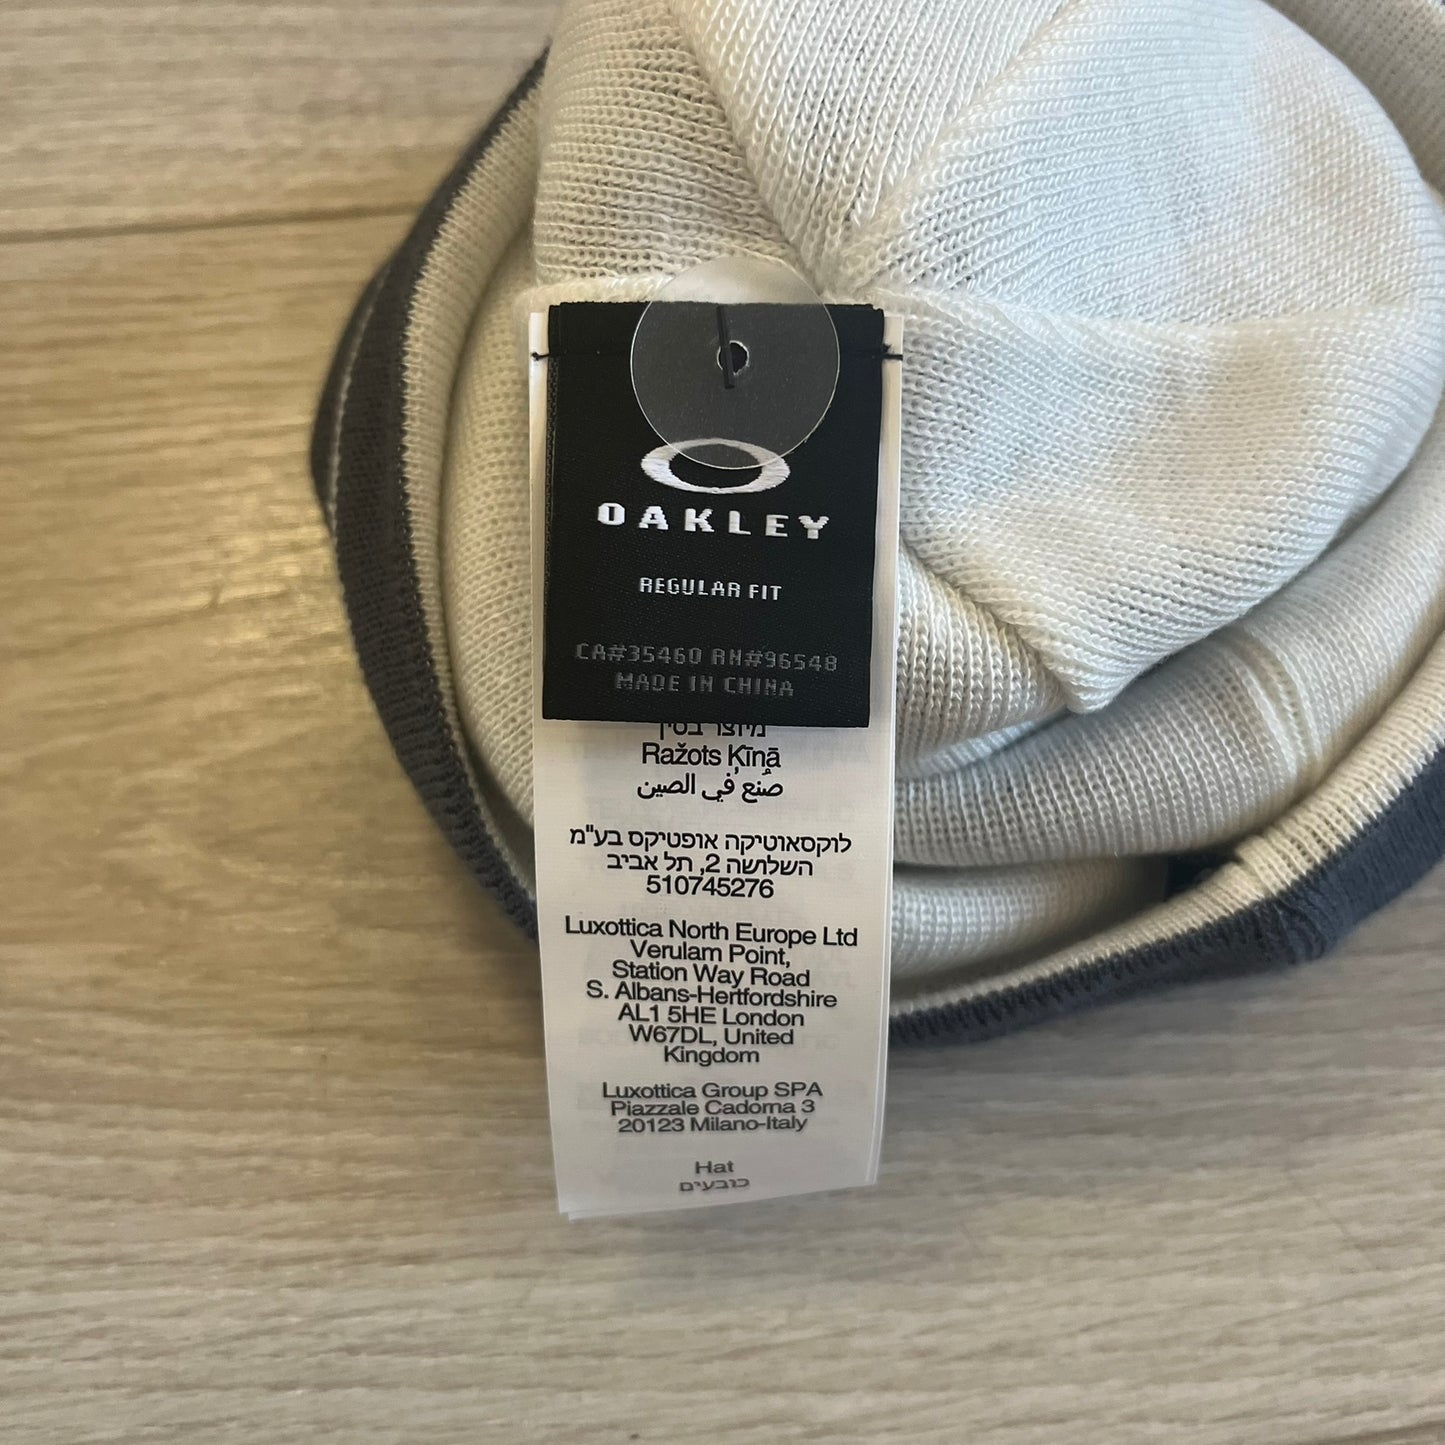 OAKLEY
REGULAR FIT
CA#35460 RN#96548
MADE IN CHINA
מיוצר בסין
Ražots Ķīnā
صُنع في الصين
לוקסאוטיקה אופטיקס בע"מ
השלושה 2, תל אביב
510745276
Luxottica North Europe Ltd
Verulam Point,
Station Way Road
S. Albans-Hertfordshire
AL1 5HE London
W67DL, United
Kingdom
Luxottica Group SPA
Piazzale Cadorna 3
20123 Milano-Italy
Hat
כובעים